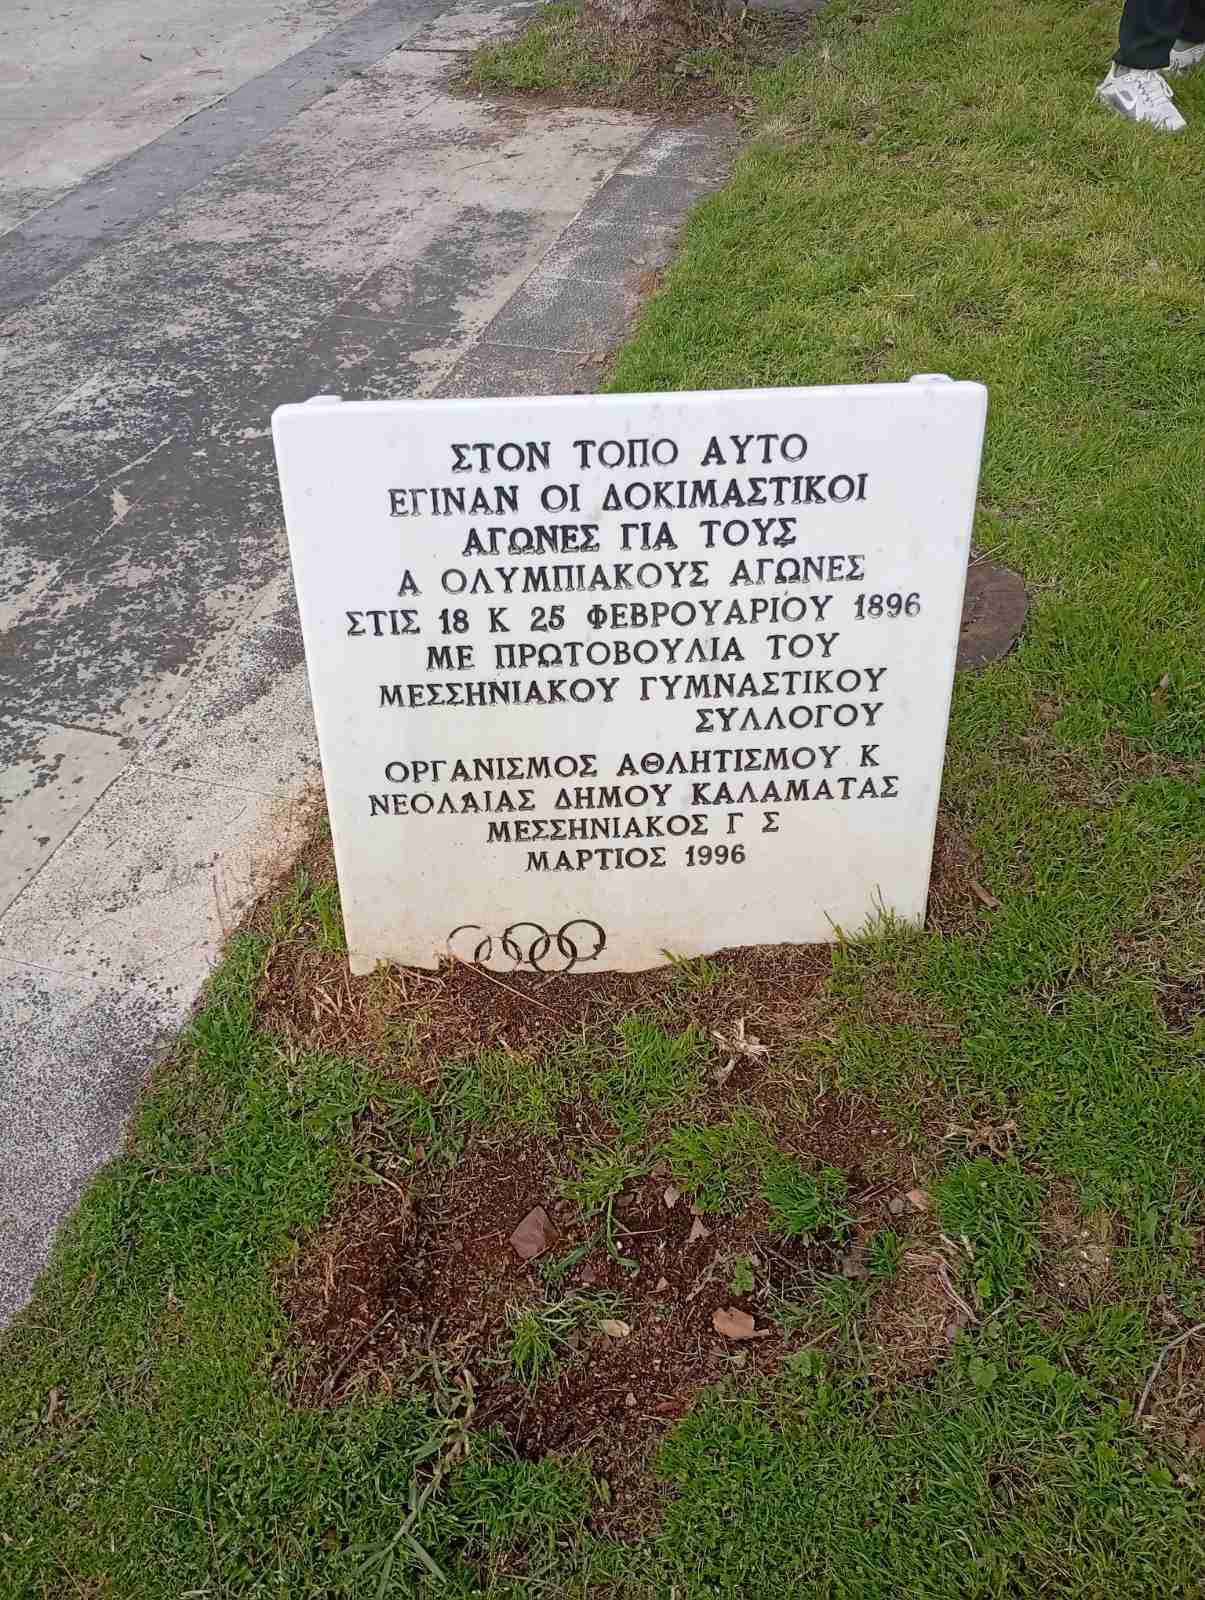 ΣΤΟΝ ΤΟΠΟ ΑΥΤΟ
ΕΓΙΝΑΝ ΟΙ ΔΟΚΙΜΑΣΤΙΚΟΙ
ΑΓΩΝΕΣ ΓΙΑ ΤΟΥΣ
Α ΟΛΥΜΠΙΑΚΟΥΣ ΑΓΩΝΕΣ
ΣΤΙΣ 18 Κ 25 ΦΕΒΡΟΥΑΡΙΟΥ 1896
ΜΕ ΠΡΩΤΟΒΟΥΛΙΑ ΤΟΥ
ΜΕΣΣΗΝΙΑΚΟΥ ΓΥΜΝΑΣΤΙΚΟΥ
ΣΥΛΛΟΓΟΥ
ΟΡΓΑΝΙΣΜΟΣ ΑΘΛΗΤΙΣΜΟΥ Κ
ΝΕΟΛΑΙΑΣ ΔΗΜΟΥ ΚΑΛΑΜΑΤΑΣ
ΜΕΣΣΗΝΙΑΚΟΣ Γ Σ
ΜΑΡΤΙΟΣ 1996